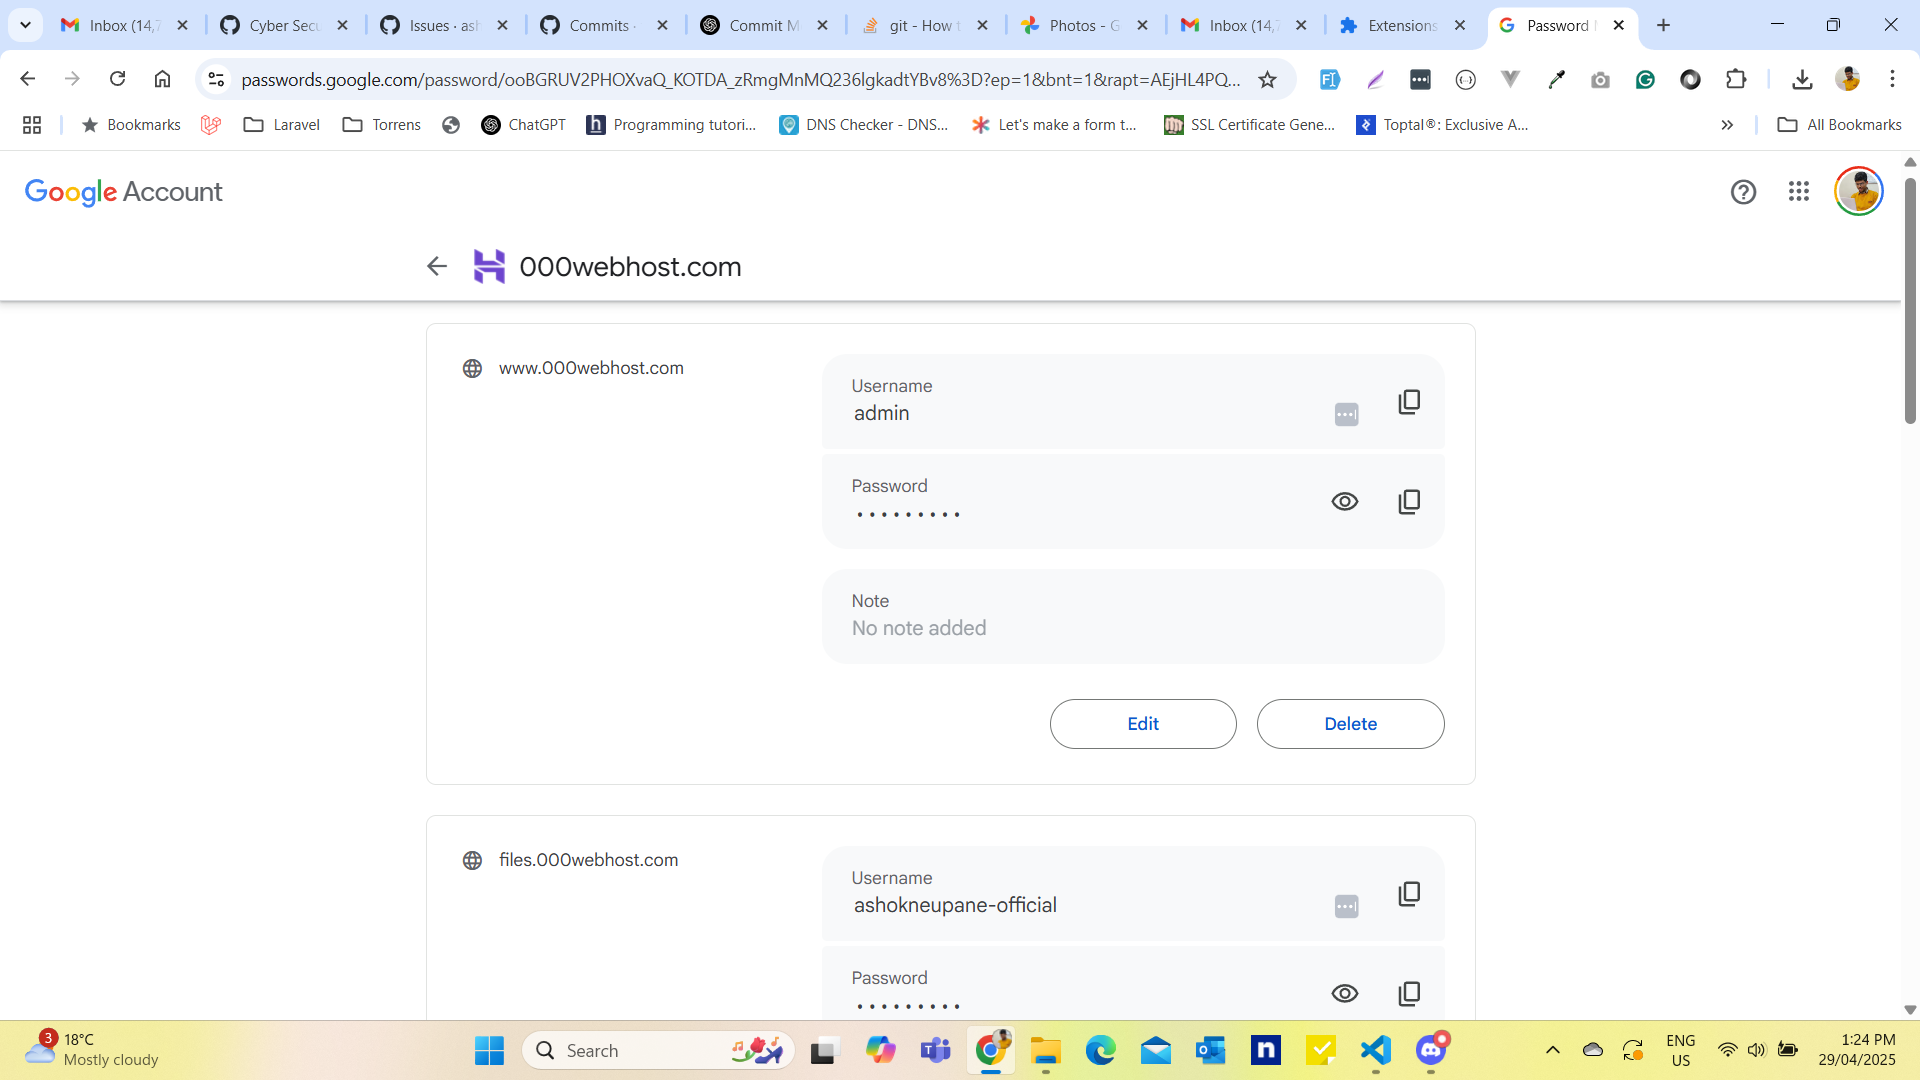 Inbox (14,7
Cyber Secu
Issues · ash
Commits ·
Commit M
git - How t
Photos - G
Inbox (14,7
Extensions
Password M
passwords.google.com/password/ooBGRUV2PHOXvaQ_KOTDA_zRmgMnMQ236lgkadtYBv8%3D?ep=1&bnt=1&rapt=AEjHL4PQ...
Bookmarks
Laravel
Torrens
ChatGPT
Programming tutori...
DNS Checker - DNS...
Let's make a form t...
SSL Certificate Gene...
Toptal®: Exclusive A...
All Bookmarks
Google Account
000webhost.com
www.000webhost.com
Username
admin
Password
Note
No note added
Edit
Delete
files.000webhost.com
Username
ashokneupane-official
Password
3
18°C
Mostly cloudy
Search
ENG
US
1:24 PM
29/04/2025